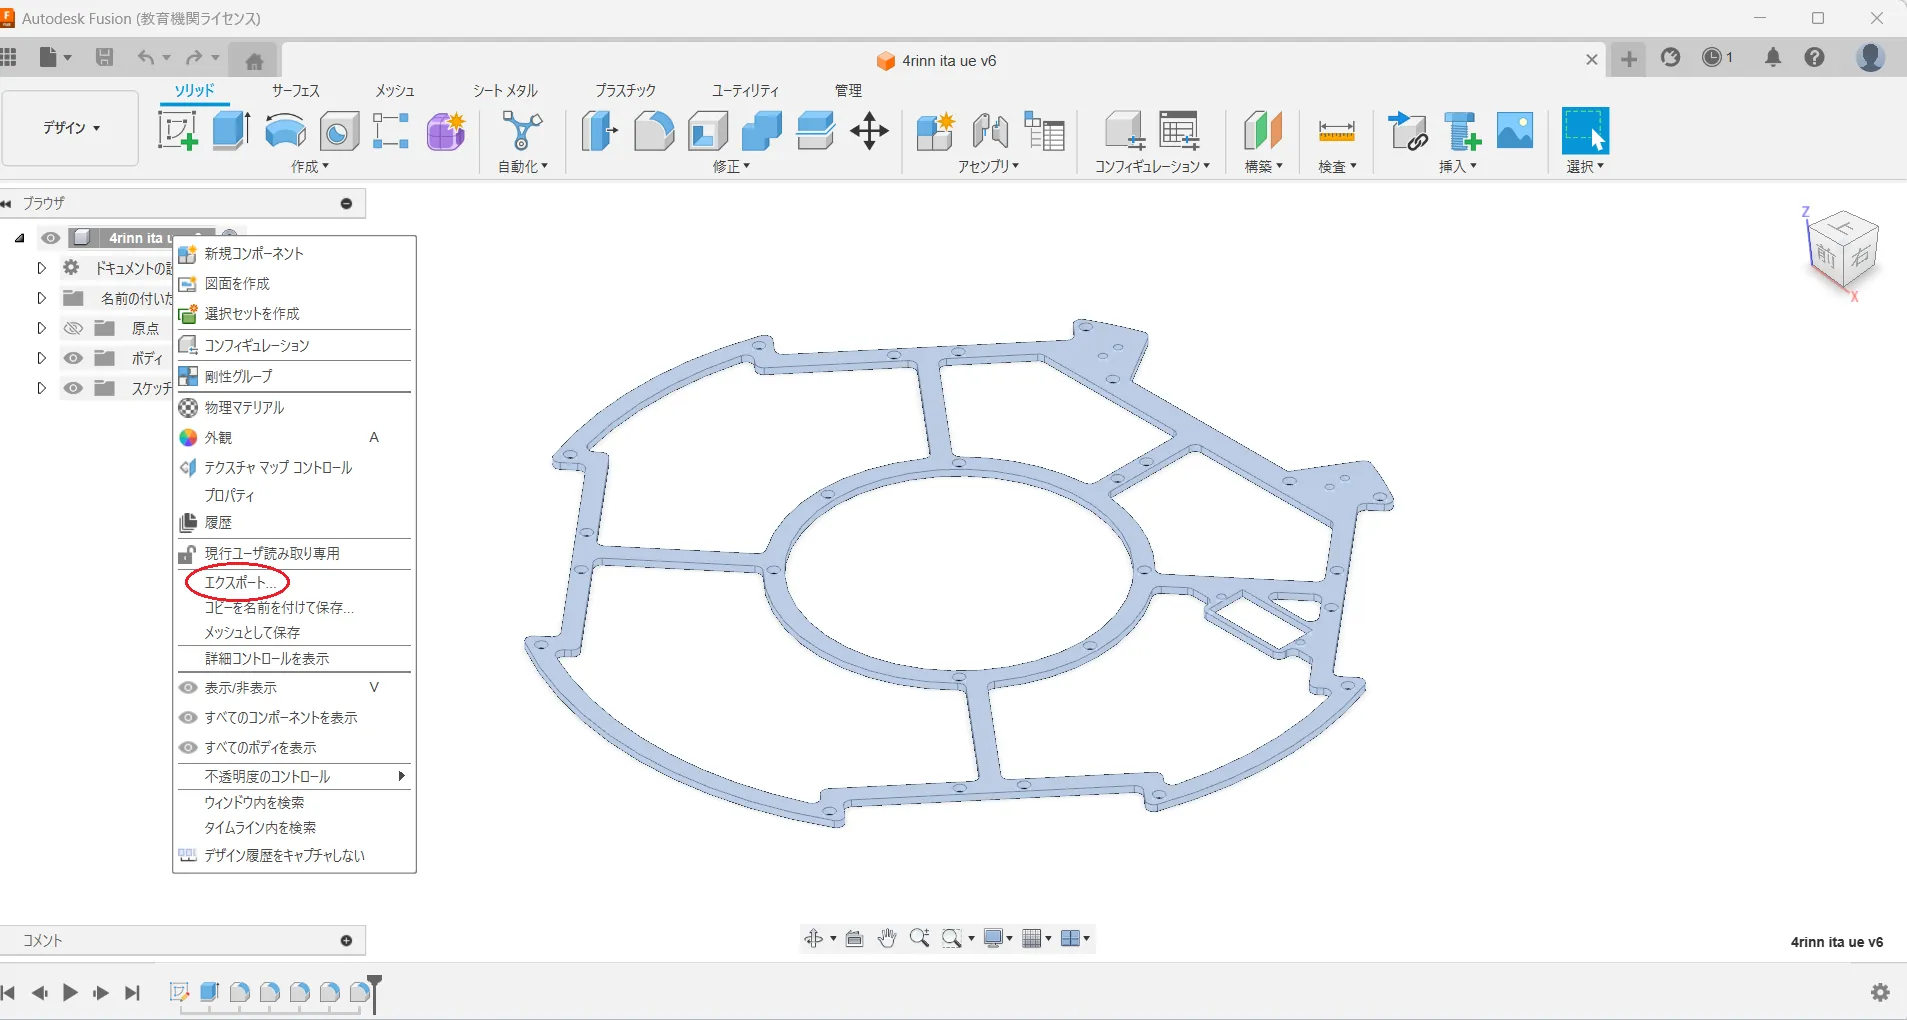 Autodesk Fusion (教育機関ライセンス)
4rinn ita ue v6
1
デザイン
ソリッド サーフェス メッシュ シート メタル プラスチック ユーティリティ 管理
作成 自動化 修正 アセンブリ コンフィギュレーション 構築 検査 挿入 選択
ブラウザ
4rinn ita
ドキュメントの
名前の付いた
原点
ボディ
スケッチ
新規コンポーネント
図面を作成
選択セットを作成
コンフィギュレーション
剛性グループ
物理マテリアル
外観 A
テクスチャ マップ コントロール
プロパティ
履歴
現行ユーザ読み取り専用
エクスポート...
コピーを名前を付けて保存...
メッシュとして保存
詳細コントロールを表示
表示/非表示 V
すべてのコンポーネントを表示
すべてのボディを表示
不透明度のコントロール
ウィンドウ内を検索
タイムライン内を検索
デザイン履歴をキャプチャしない
Z
上
前
右
X
コメント
4rinn ita ue v6